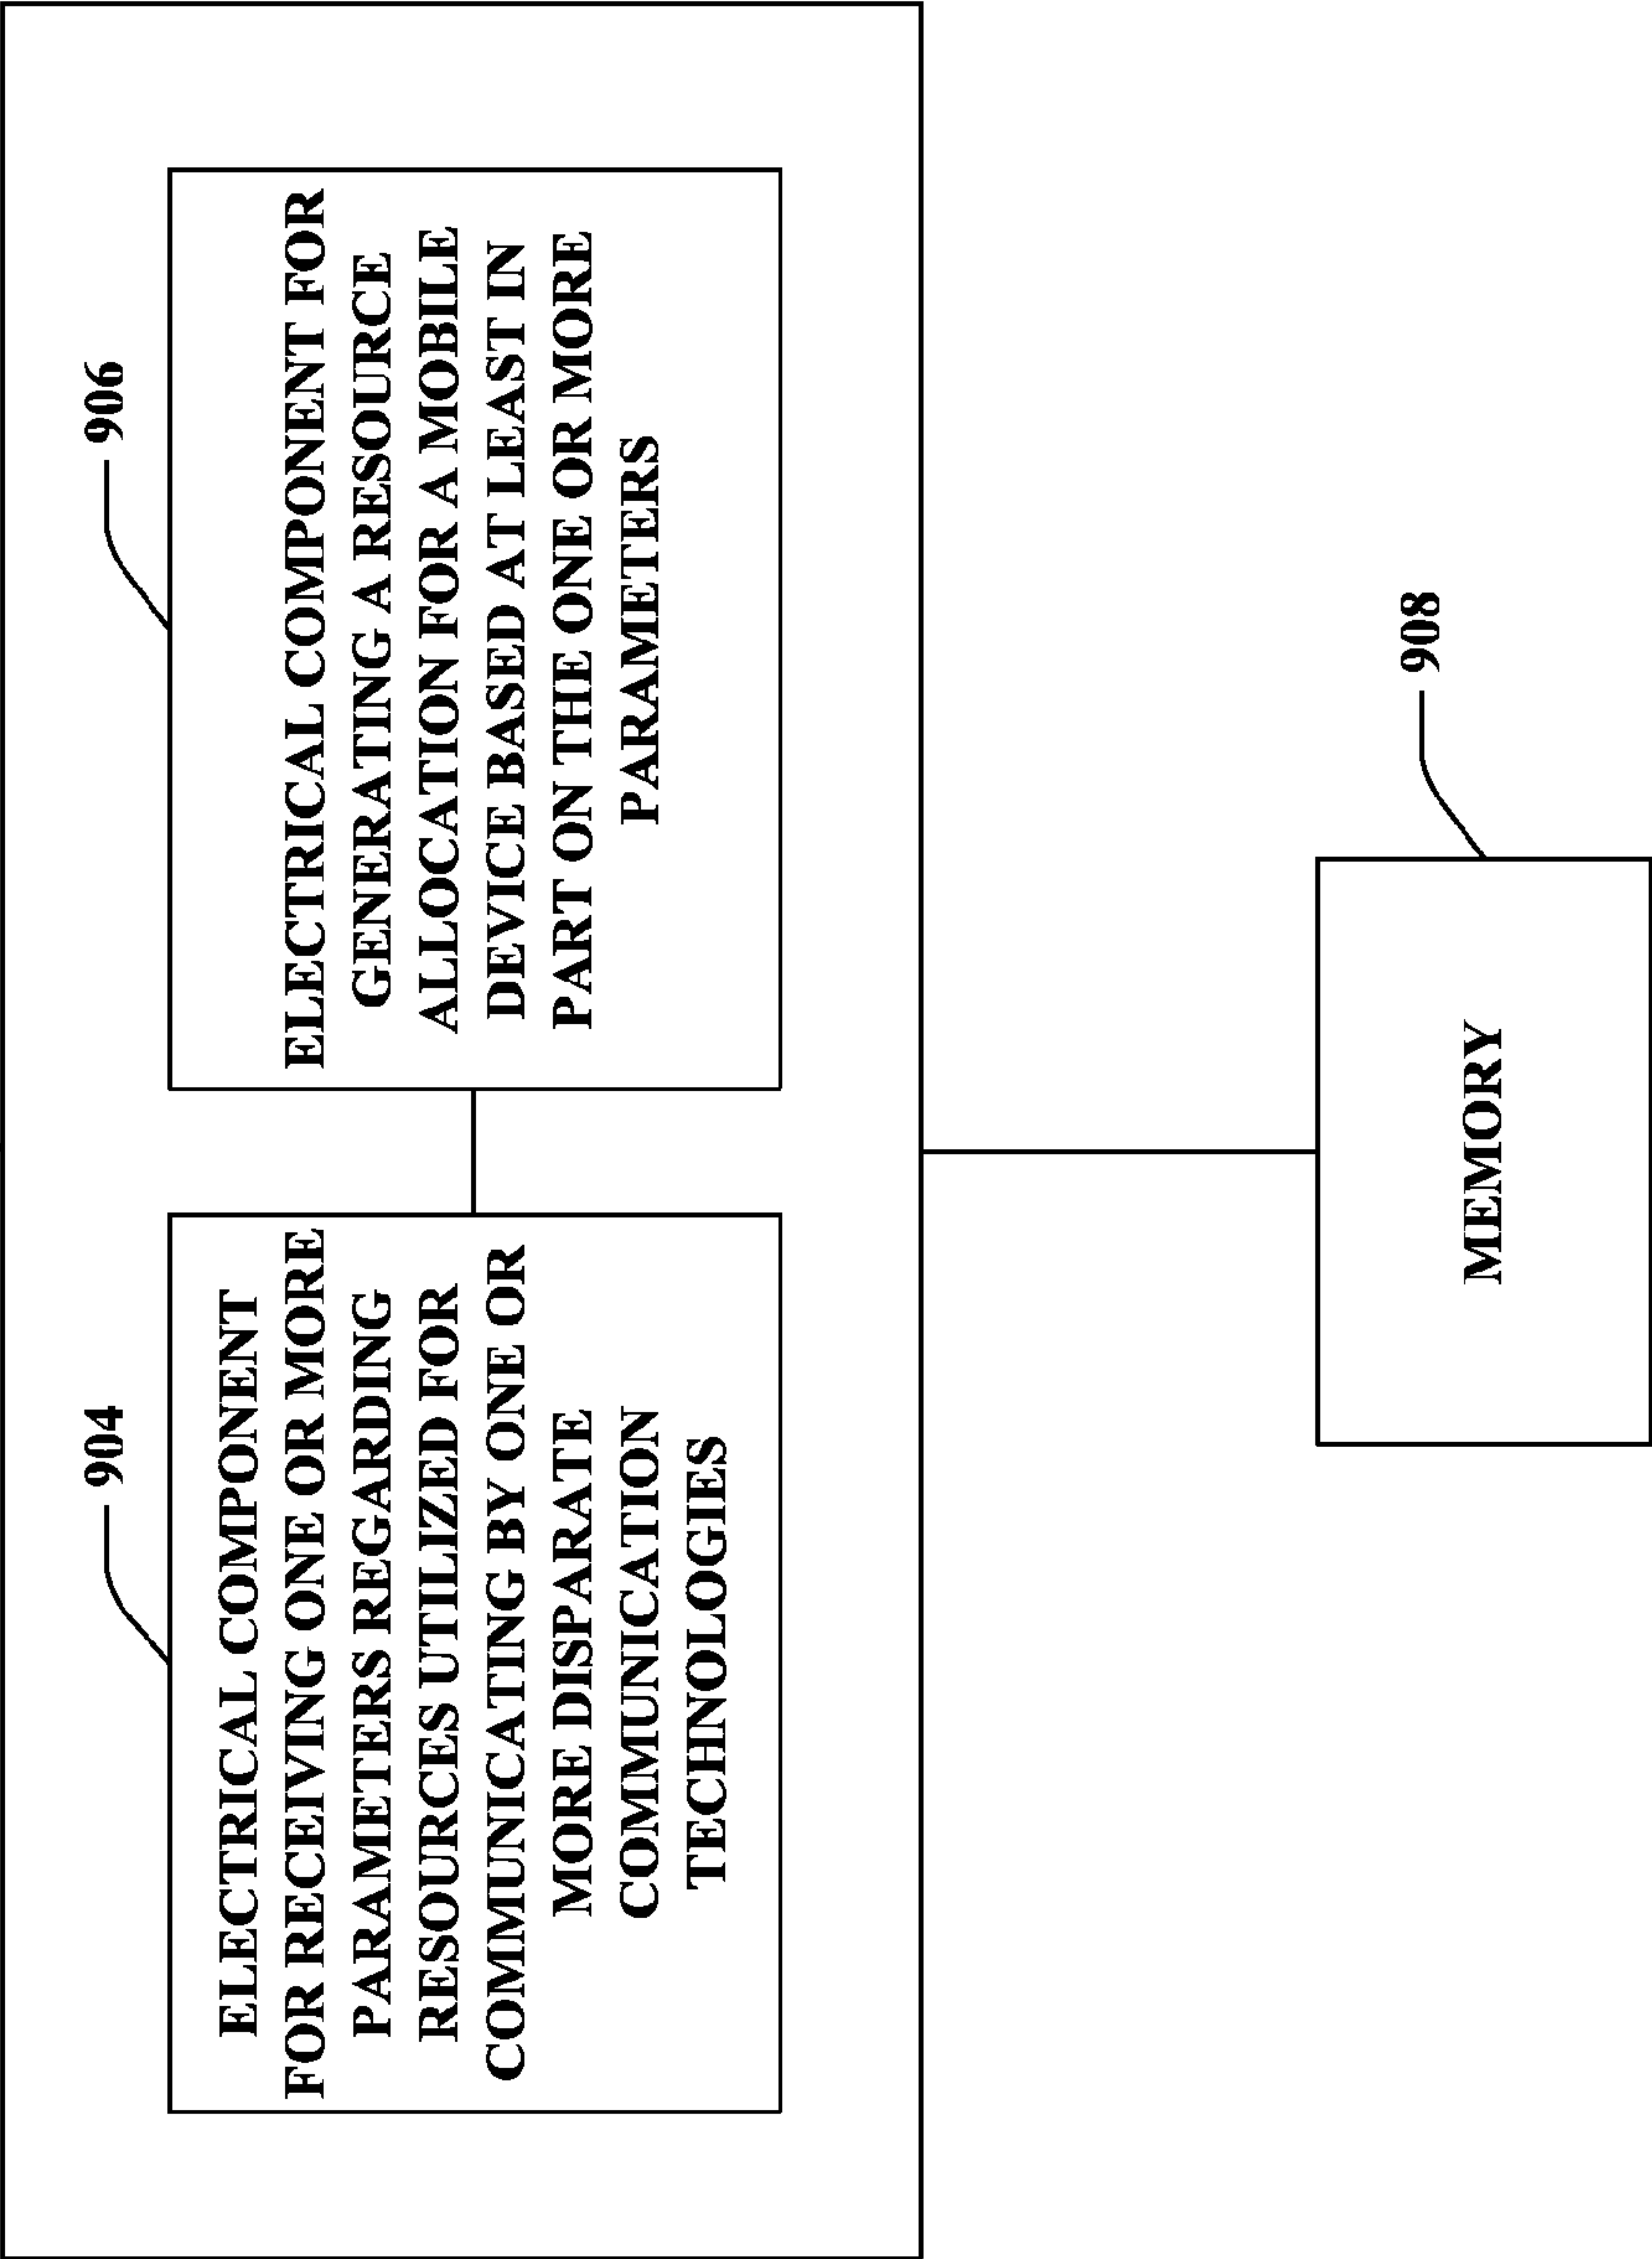 904
ELECTRICAL COMPONENT
FOR RECEIVING ONE OR MORE
PARAMETERS REGARDING
RESOURCES UTILIZED FOR
COMMUNICATING BY ONE OR
MORE DISPARATE
COMMUNICATION
TECHNOLOGIES
906
ELECTRICAL COMPONENT FOR
GENERATING A RESOURCE
ALLOCATION FOR A MOBILE
DEVICE BASED AT LEAST IN
PART ON THE ONE OR MORE
PARAMETERS
908
MEMORY